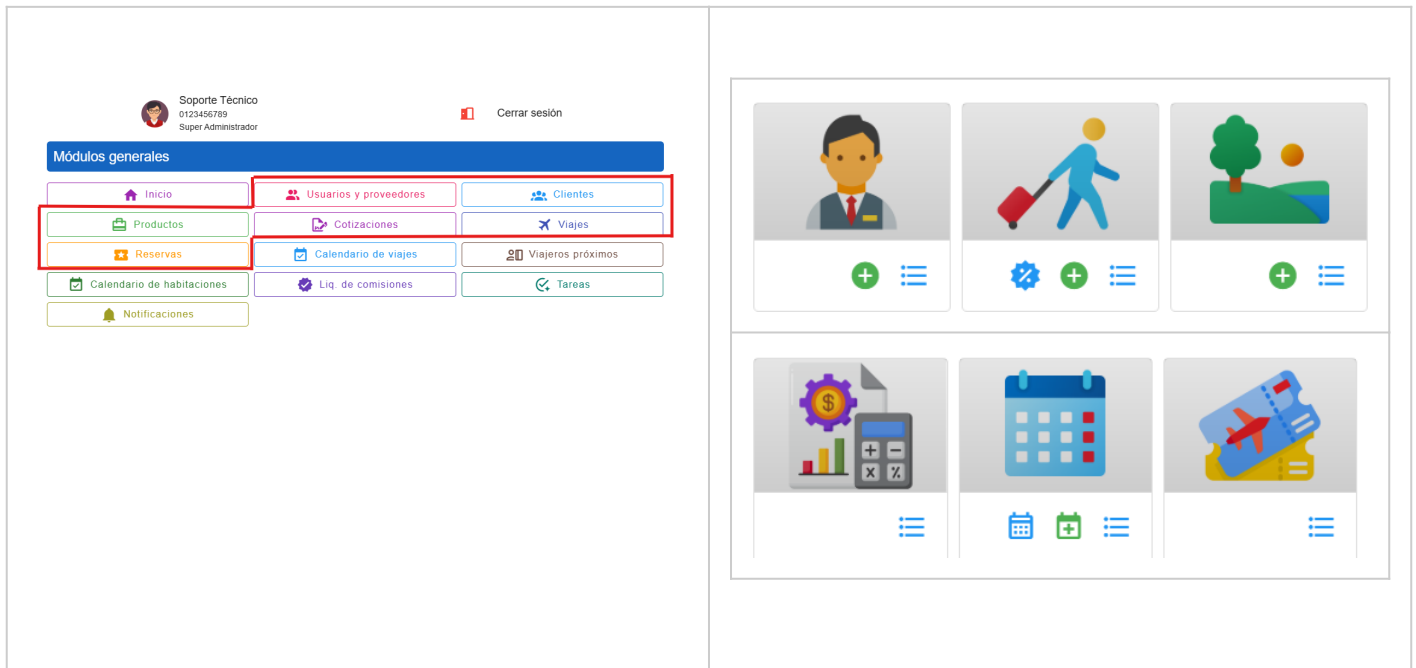 Soporte Técnico
0123456789
Super Administrador
Cerrar sesión
Módulos generales
Inicio
Usuarios y proveedores
Clientes
Productos
Cotizaciones
Viajes
Reservas
Calendario de viajes
Viajeros próximos
Calendario de habitaciones
Liq. de comisiones
Tareas
Notificaciones